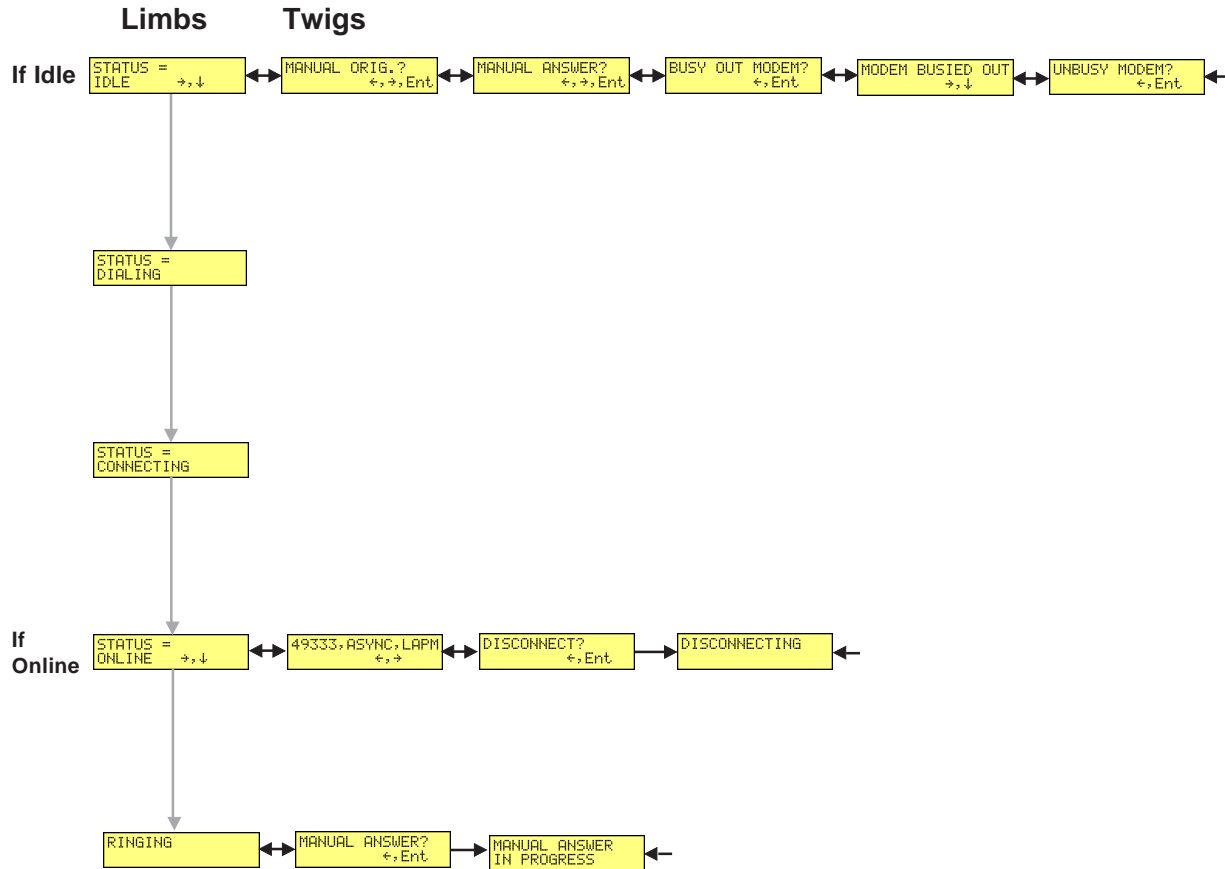 Limbs Twigs
If Idle
STATUS =
IDLE →,↓
MANUAL ORIG.?
←,→,Ent
MANUAL ANSWER?
←,→,Ent
BUSY OUT MODEM?
←,Ent
MODEM BUSIED OUT
→,↓
UNBUSY MODEM?
←,Ent
STATUS =
DIALING
STATUS =
CONNECTING
If
Online
STATUS =
ONLINE →,↓
49333,ASYNC,LAPM
←,→
DISCONNECT?
←,Ent
DISCONNECTING
RINGING
MANUAL ANSWER?
←,Ent
MANUAL ANSWER
IN PROGRESS